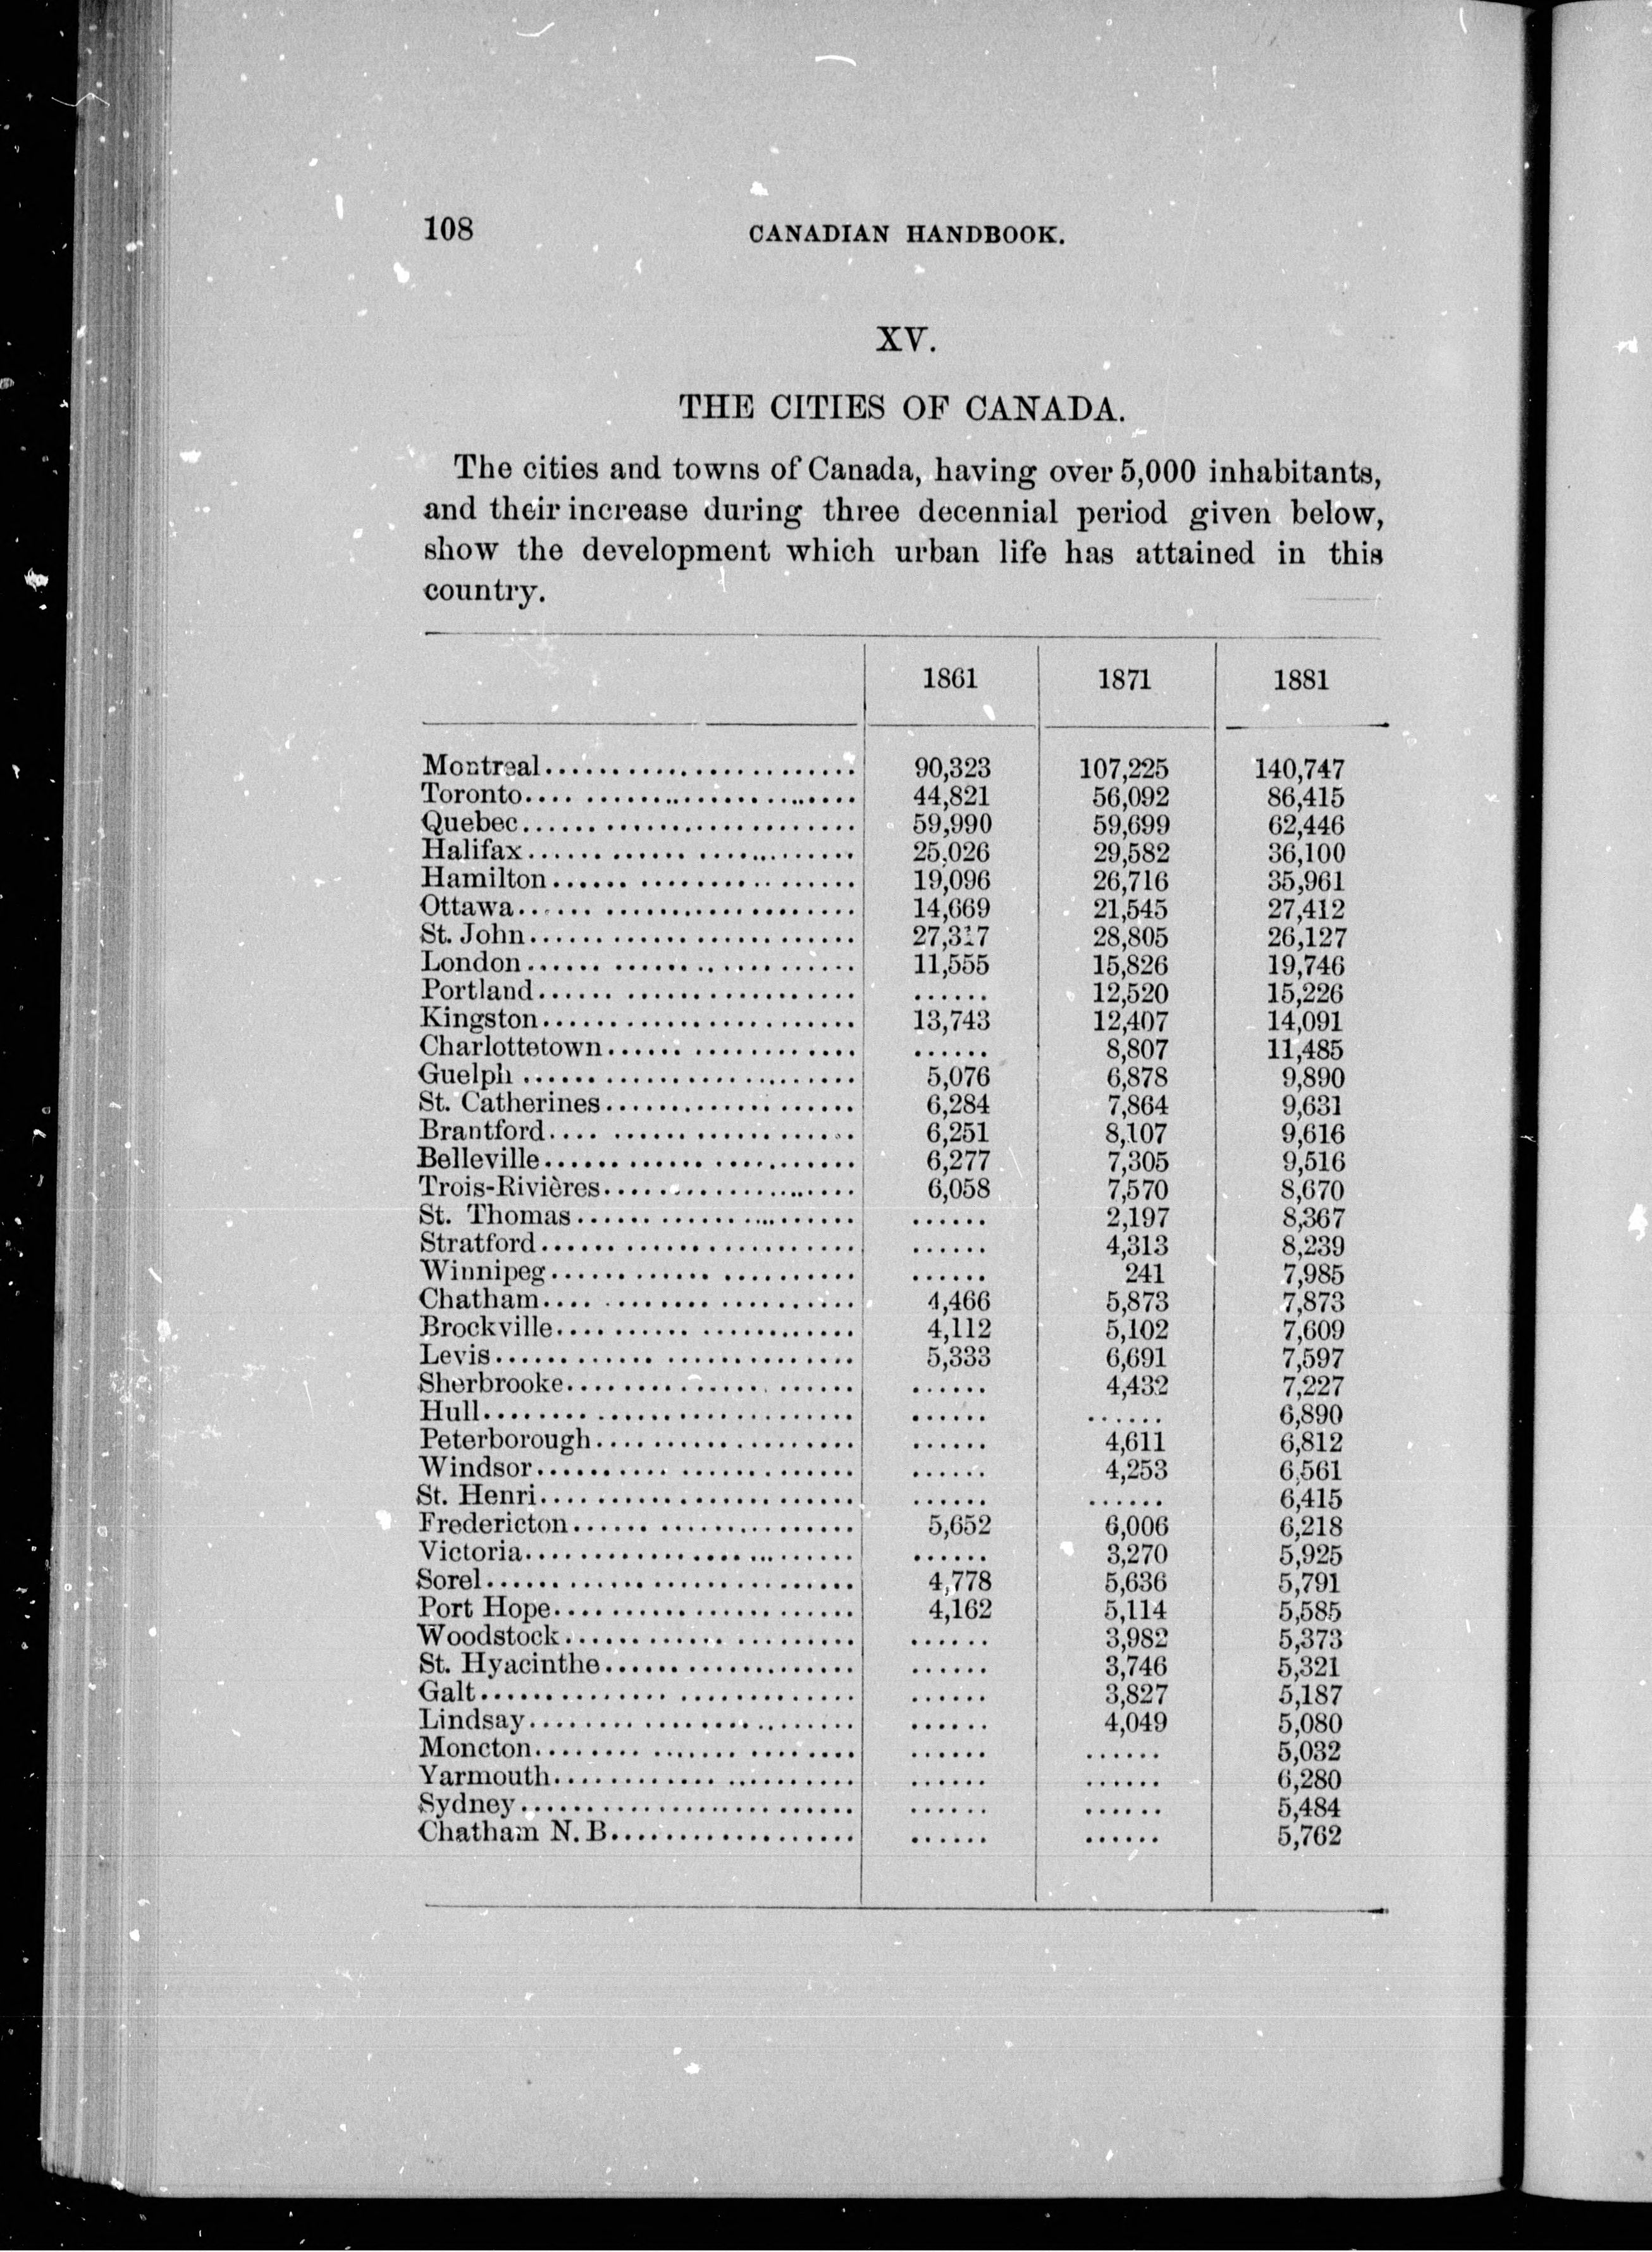 108 CANADIAN HANDBOOK.
XV.
THE CITIES OF CANADA.
The cities and towns of Canada, having over 5,000 inhabitants,
and their increase during three decennial period given below,
show the development which urban life has attained in this
country.
1861 1871 1881
Montreal 90,323 107,225 140,747
Toronto 44,821 56,092 86,415
Quebec 59,990 59,699 62,446
Halifax 25,026 29,582 36,100
Hamilton 19,096 26,716 35,961
Ottawa 14,669 21,545 27,412
St. John 27,317 28,805 26,127
London 11,555 15,826 19,746
Portland ...... 12,520 15,226
Kingston 13,743 12,407 14,091
Charlottetown ...... 8,807 11,485
Guelph 5,076 6,878 9,890
St. Catherines 6,284 7,864 9,631
Brantford 6,251 8,107 9,616
Belleville 6,277 7,305 9,516
Trois-Rivières 6,058 7,570 8,670
St. Thomas ...... 2,197 8,367
Stratford ...... 4,313 8,239
Winnipeg ...... 241 7,985
Chatham 4,466 5,873 7,873
Brockville 4,112 5,102 7,609
Levis 5,333 6,691 7,597
Sherbrooke ...... 4,432 7,227
Hull ...... ...... 6,890
Peterborough ...... 4,611 6,812
Windsor ...... 4,253 6,561
St. Henri ...... ...... 6,415
Fredericton 5,652 6,006 6,218
Victoria ...... 3,270 5,925
Sorel 4,778 5,636 5,791
Port Hope 4,162 5,114 5,585
Woodstock ...... 3,982 5,373
St. Hyacinthe ...... 3,746 5,321
Galt ...... 3,827 5,187
Lindsay ...... 4,049 5,080
Moncton ...... ...... 5,032
Yarmouth ...... ...... 6,280
Sydney ...... ...... 5,484
Chatham N. B. ...... ...... 5,762